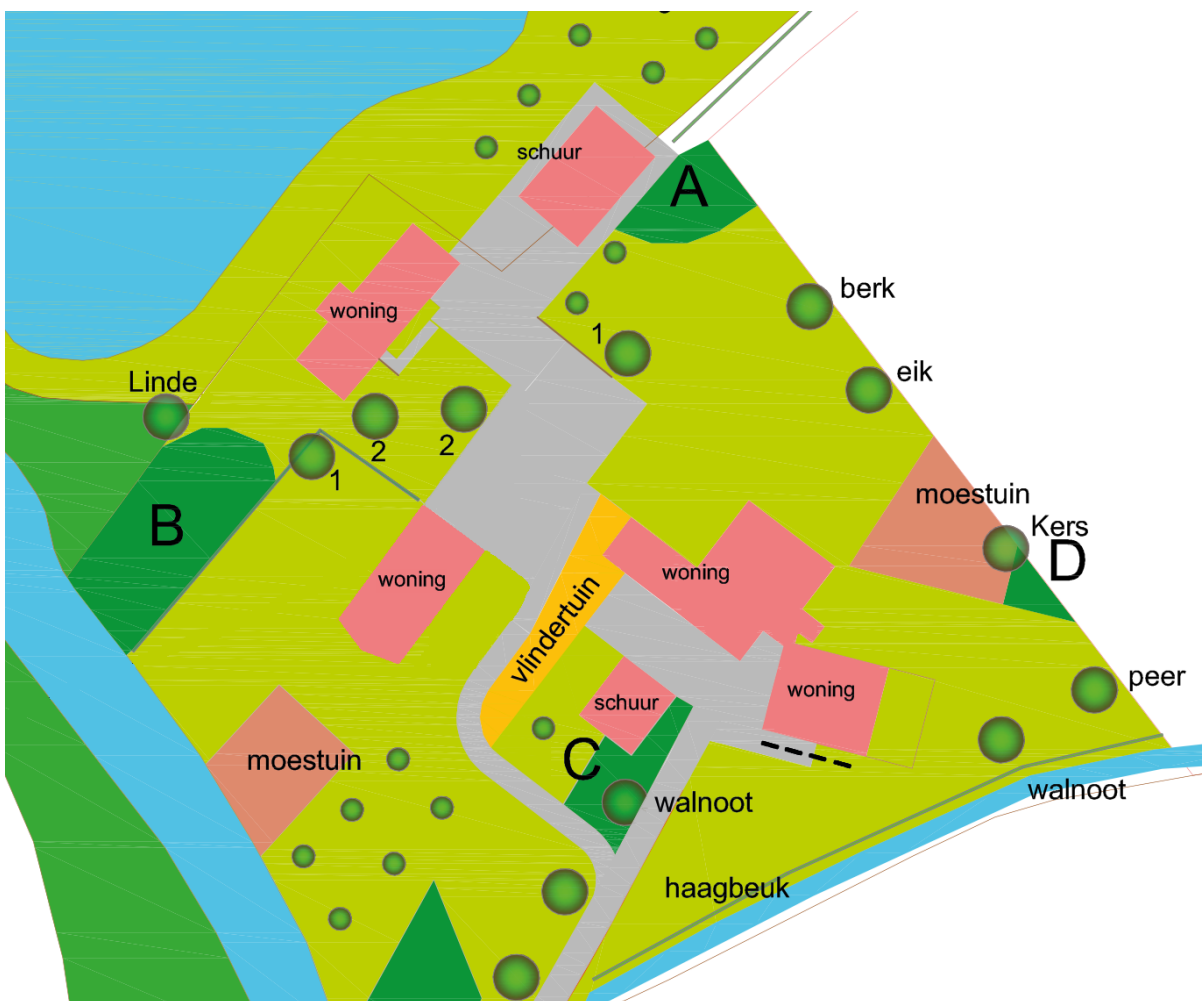 schuur
A
berk
woning
1
eik
Linde
2
2
1
moestuin
Kers
B
D
woning
woning
vlindertuin
peer
woning
schuur
moestuin
C
walnoot
walnoot
haagbeuk